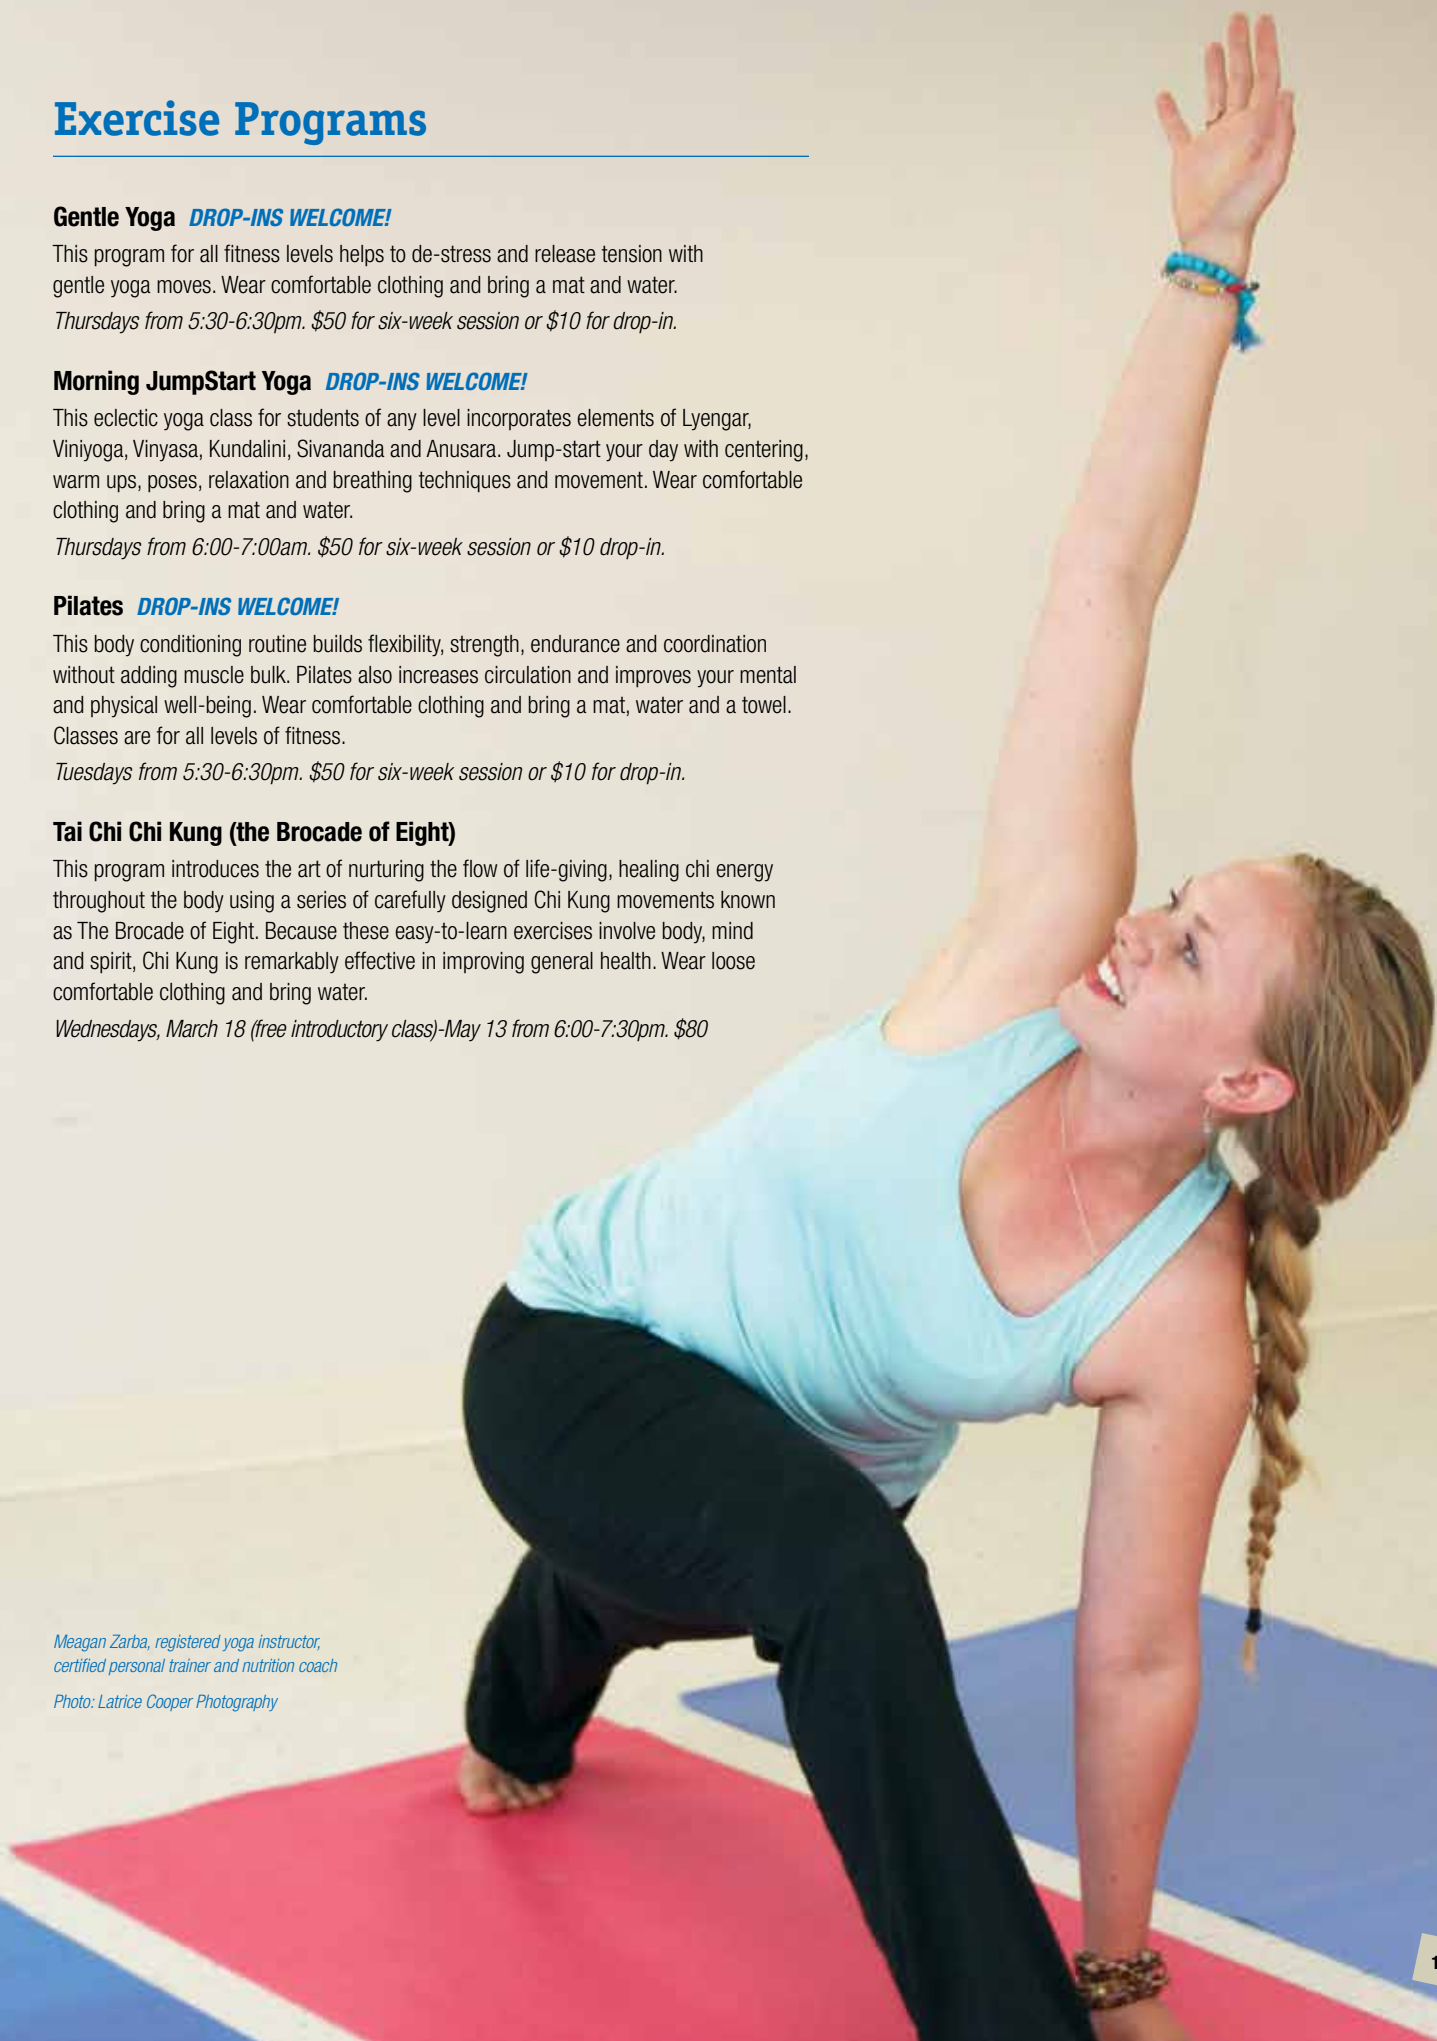 Exercise Programs
Gentle Yoga DROP-INS WELCOME!
This program for all fitness levels helps to de-stress and release tension with
gentle yoga moves. Wear comfortable clothing and bring a mat and water.
Thursdays from 5:30-6:30pm. $50 for six-week session or $10 for drop-in.
Morning JumpStart Yoga DROP-INS WELCOME!
This eclectic yoga class for students of any level incorporates elements of Lyengar,
Viniyoga, Vinyasa, Kundalini, Sivananda and Anusara. Jump-start your day with centering,
warm ups, poses, relaxation and breathing techniques and movement. Wear comfortable
clothing and bring a mat and water.
Thursdays from 6:00-7:00am. $50 for six-week session or $10 drop-in.
Pilates DROP-INS WELCOME!
This body conditioning routine builds flexibility, strength, endurance and coordination
without adding muscle bulk. Pilates also increases circulation and improves your mental
and physical well-being. Wear comfortable clothing and bring a mat, water and a towel.
Classes are for all levels of fitness.
Tuesdays from 5:30-6:30pm. $50 for six-week session or $10 for drop-in.
Tai Chi Chi Kung (the Brocade of Eight)
This program introduces the art of nurturing the flow of life-giving, healing chi energy
throughout the body using a series of carefully designed Chi Kung movements known
as The Brocade of Eight. Because these easy-to-learn exercises involve body, mind
and spirit, Chi Kung is remarkably effective in improving general health. Wear loose
comfortable clothing and bring water.
Wednesdays, March 18 (free introductory class)-May 13 from 6:00-7:30pm. $80
Meagan Zarba, registered yoga instructor,
certified personal trainer and nutrition coach
Photo: Latrice Cooper Photography